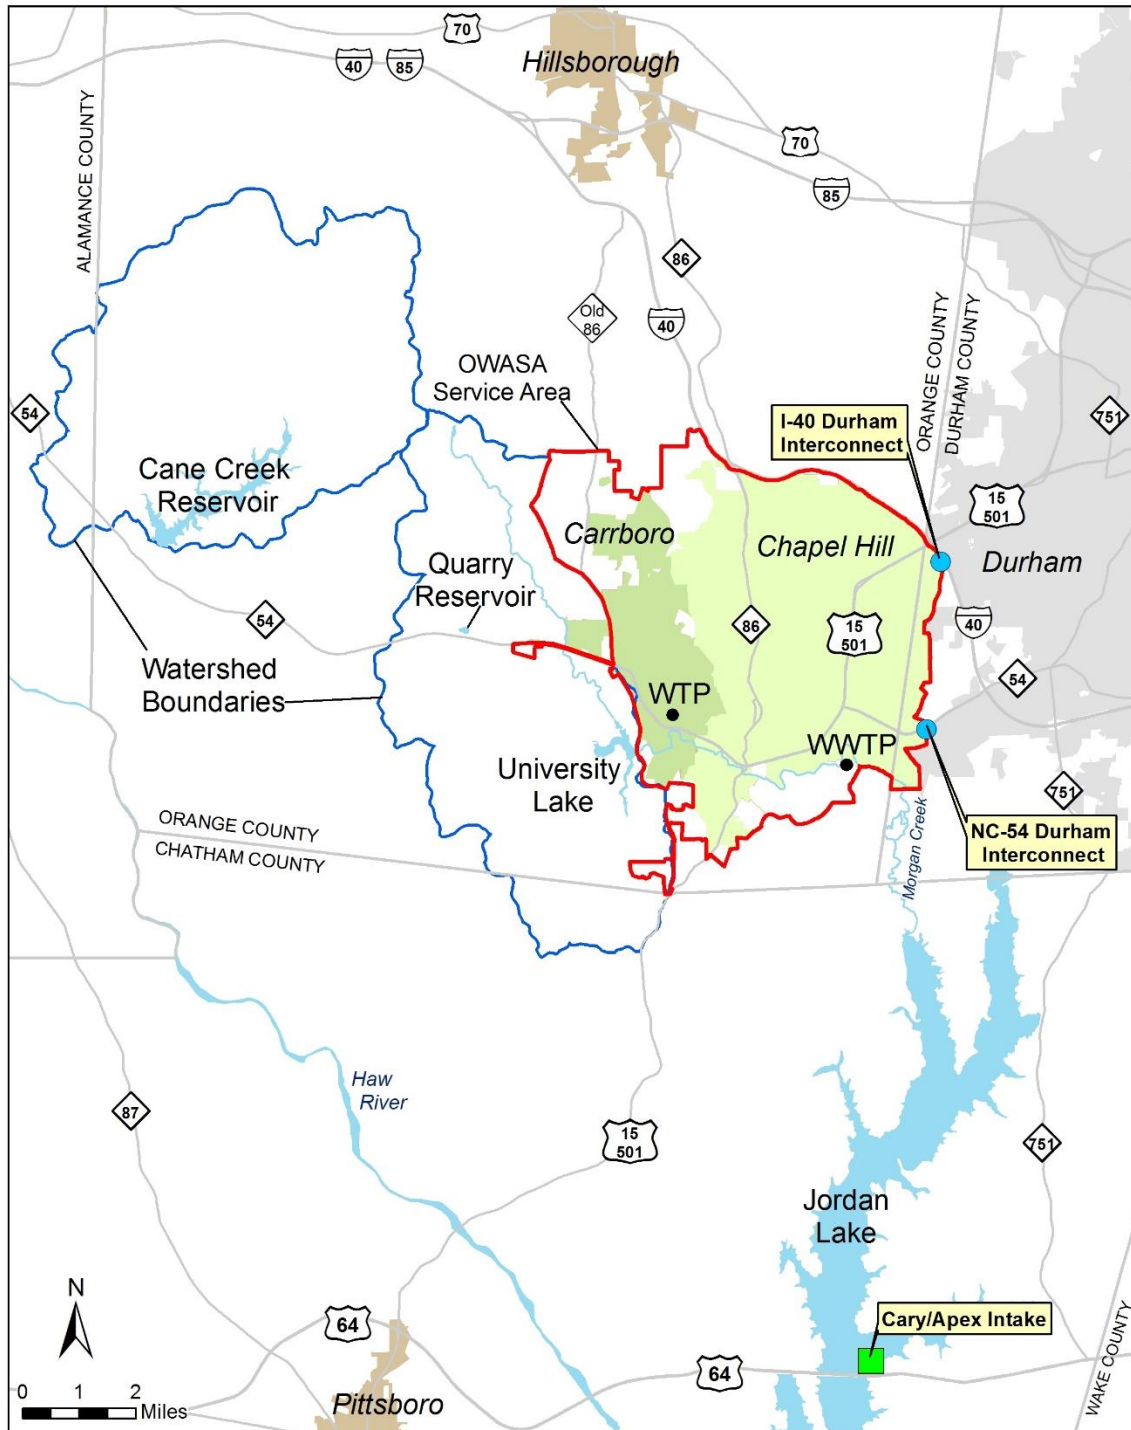 70
Hillsborough
40
85
70
85
ALAMANCE COUNTY
86
Old
86
40
ORANGE COUNTY
DURHAM COUNTY
OWASA
Service Area
I-40 Durham
Interconnect
54
751
Cane Creek
Reservoir
15
501
Carrboro
Chapel Hill
Durham
Quarry
Reservoir
54
86
15
501
40
54
Watershed
Boundaries
WTP
WWTP
University
Lake
751
ORANGE COUNTY
CHATHAM COUNTY
NC-54 Durham
Interconnect
Morgan Creek
Haw
River
87
15
501
751
Jordan
Lake
N
64
Cary/Apex Intake
64
WAKE COUNTY
Pittsboro
0 1 2
Miles